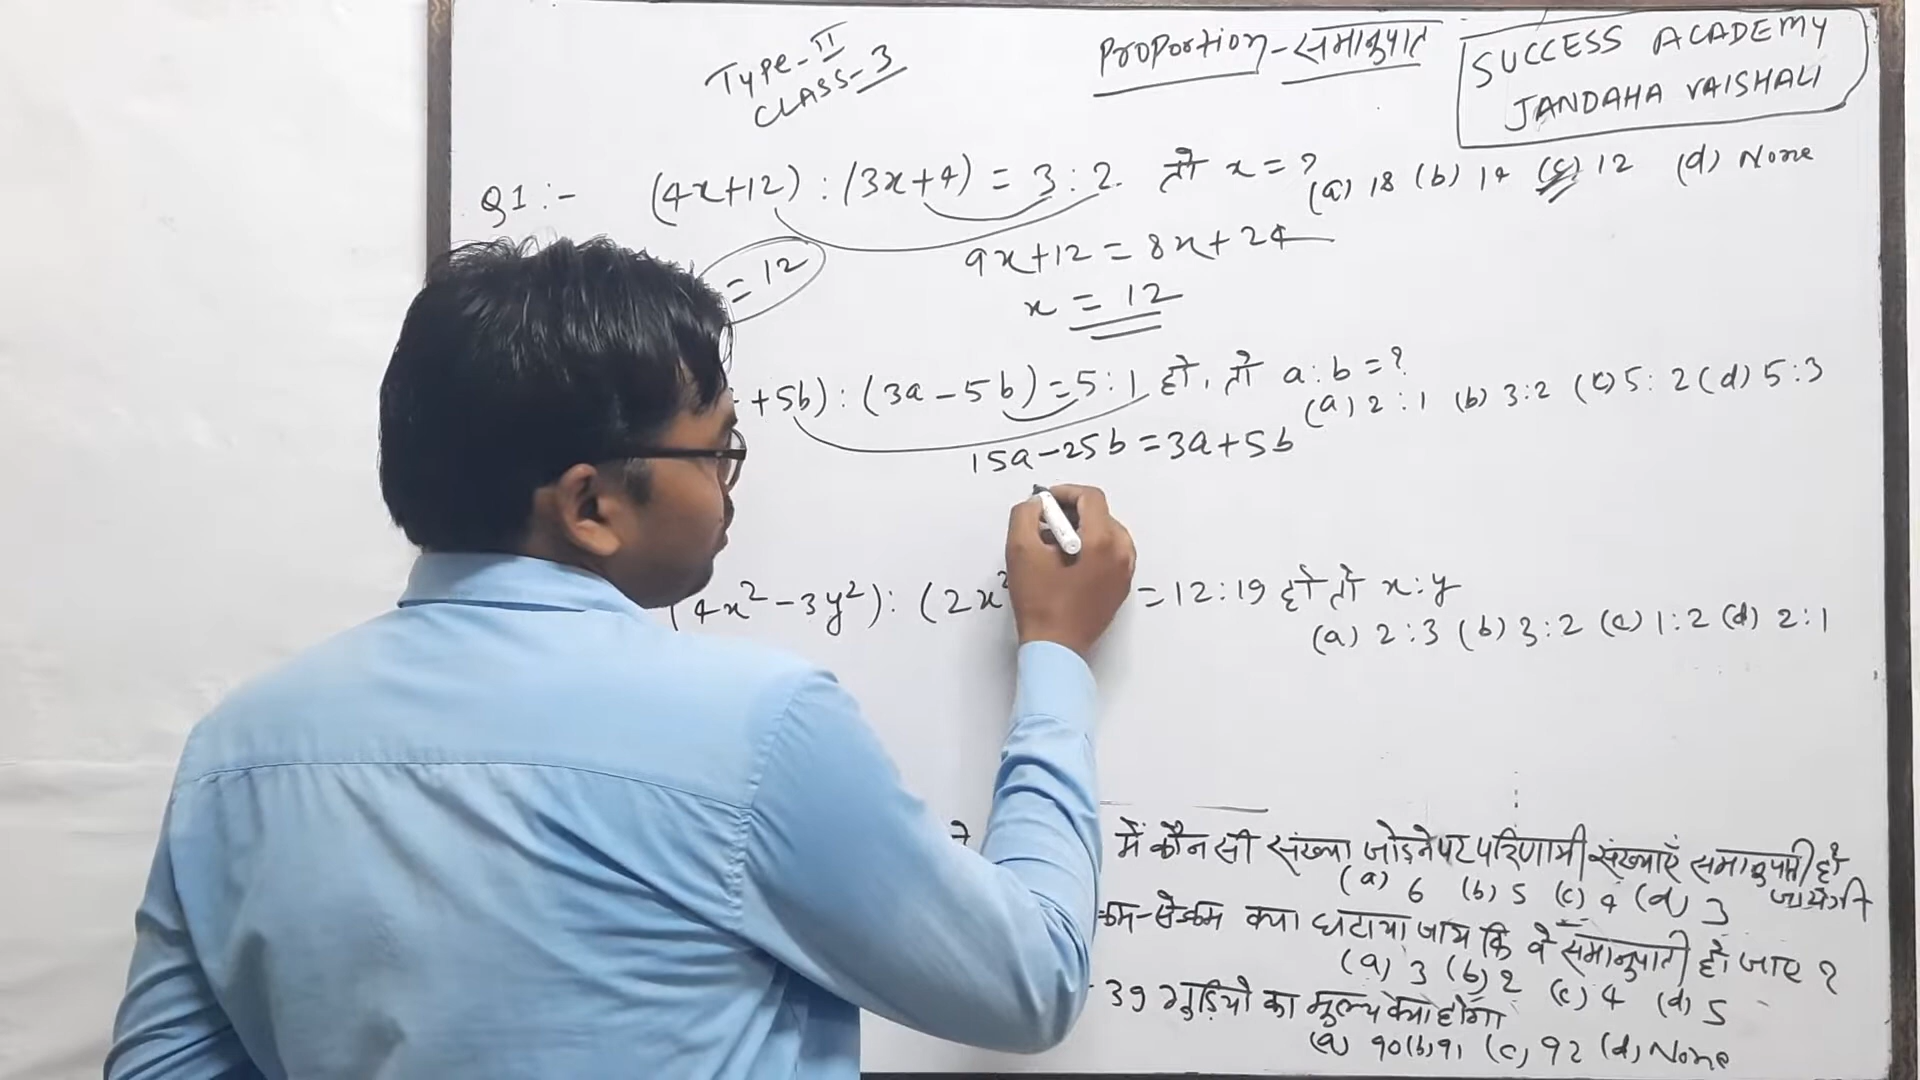 Type-II
CLASS-3
Proportion-समानुपात
SUCCESS ACADEMY
JANDAHA VAISHALI
Q1:- (4x+12) : (3x+4) = 3:2. तो x = ?
(a) 18 (b) 14 (c) 12 (d) None
= 12
9x+12 = 8x+24
x = 12
+5b) : (3a-5b) = 5:1 हो, तो a:b = ?
(a) 2:1 (b) 3:2 (c) 5:2 (d) 5:3
15a-25b = 3a+5b
(4x²-3y²) : (2x² = 12:19 हो तो x:y
(a) 2:3 (b) 3:2 (c) 1:2 (d) 2:1
में कौन सी संख्या जोड़ने पर परिणामी संख्याएँ समानुपाती हो
जायेगी
(a) 6 (b) 5 (c) 4 (d) 3
कम-से-कम क्या घटाया जाय कि वे समानुपाती हो जाए ?
(a) 3 (b) 2 (c) 4 (d) 5
39 गुड़ियो का मुल्य क्या होगा
(a) 90 (b) 91 (c) 92 (d) None